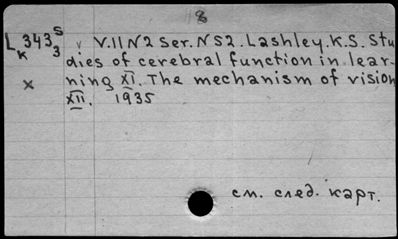 8
L 343 S
K 3
V.11 N2 Ser. N52. Lashley. K.S. Stu
dies of cerebral function in lear-
x ning XI. The mechanism of vision
XII. 1935
см. след. карт.